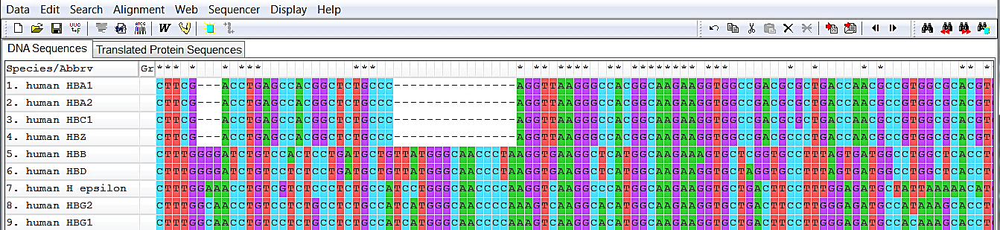 Data Edit Search Alignment Web Sequencer Display Help
UUC F ATCG W
DNA Sequences Translated Protein Sequences
Species/Abbrv Gr *** *   * ***           ***                 * ** ****  ** ******** ***       *  *     * *         ** *
1. human HBA1 CTTCG---ACCTGAGCCACGGCTCTGCCC---------------AGGTTAAGGGCCACGGCAAGAAGGTGGCCGACGCGCTGACCAACGCCGTGGCGCACGT
2. human HBA2 CTTCG---ACCTGAGCCACGGCTCTGCCC---------------AGGTTAAGGGCCACGGCAAGAAGGTGGCCGACGCGCTGACCAACGCCGTGGCGCACGT
3. human HBC1 CTTCG---ACCTGAGCCACGGCTCTGCCC---------------AGGTTAAGGGCCACGGCAAGAAGGTGGCCGACGCGCTGACCAACGCCGTGGCGCACGT
4. human HBZ CTTCG---ACCTGAGCCACGGCTCTGCCC---------------AGGTTAAGGGCCACGGCAAGAAGGTGGCCGACGCCCTGACCAACGCCGTGGCGCACGT
5. human HBB CTTTGGGGATCTGTCCACTCCTGATGCTGTTATGGGCAACCCTAAGGTGAAGGCTCATGGCAAGAAAGTGCTCGGTGCCTTTAGTGATGGCCTGGCTCACCT
6. human HBD CTTTGGGGATCTGTCCTCTCCTGATGCTGTTATGGGCAACCCTAAGGTGAAGGCTCATGGCAAGAAGGTGCTAGGTGCCTTTAGTGATGGCCTGGCTCACCT
7. human H epsilon CTTTGGAAACCTGTCGTCTCCCTCTGCCATCCTGGGCAACCCCAAGGTCAAGGCCCATGGCAAGAAGGTGCTGACTTCCTTTGGAGATGCTATTAAAAACAT
8. human HBG2 CTTTGGCAACCTGTCCTCTGCCTCTGCCATCATGGGCAACCCCAAAGTCAAGGCACATGGCAAGAAGGTGCTGACTTCCTTGGGAGATGCCATAAAGCACCT
9. human HBG1 CTTTGGCAACCTGTCCTCTGCCTCTGCCATCATGGGCAACCCCAAAGTCAAGGCACATGGCAAGAAGGTGCTGACTTCCTTGGGAGATGCCACAAAGCACCT